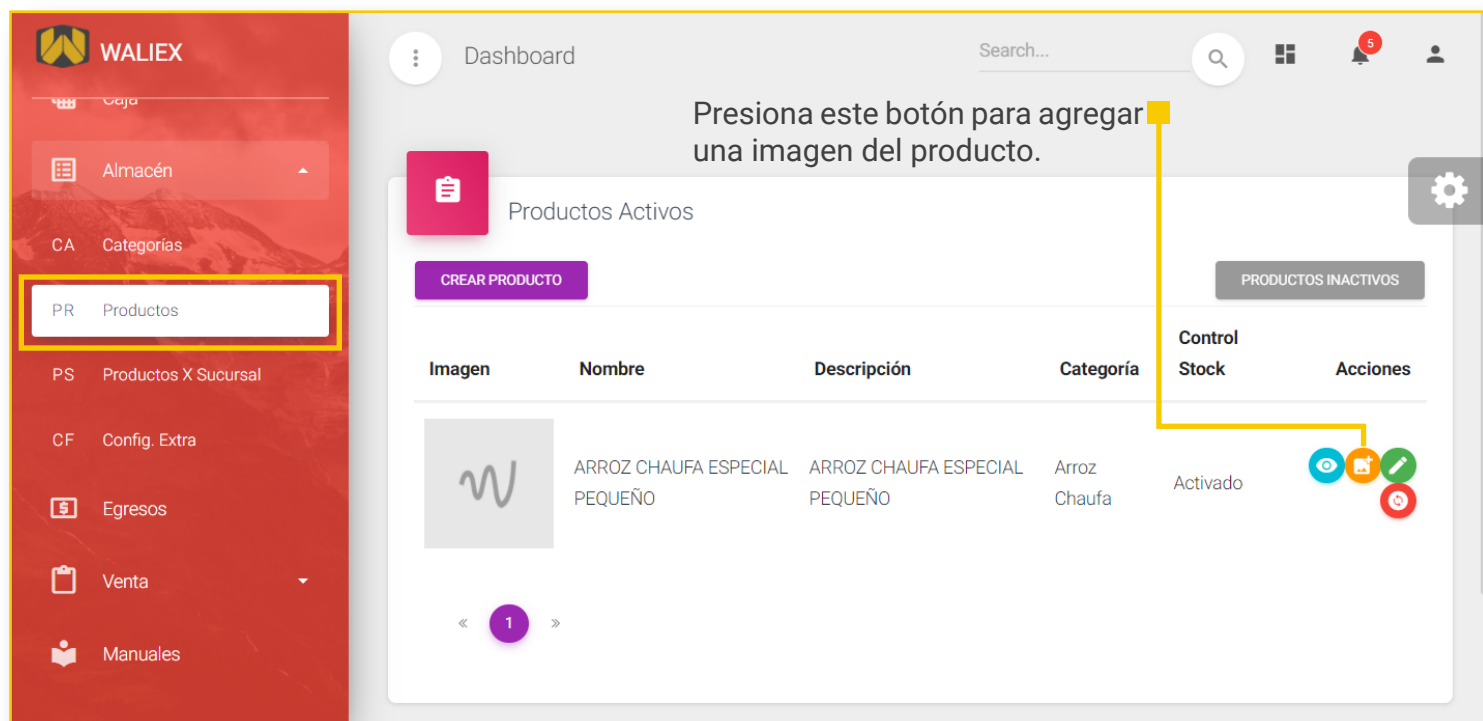 WALIEX
Dashboard
Search...
5
Caja
Presiona este botón para agregar
una imagen del producto.
Almacén
Productos Activos
CA Categorías
CREAR PRODUCTO
PRODUCTOS INACTIVOS
PR Productos
Imagen Nombre Descripción Categoría Control Stock Acciones
PS Productos X Sucursal
CF Config. Extra
ARROZ CHAUFA ESPECIAL PEQUEÑO
ARROZ CHAUFA ESPECIAL PEQUEÑO
Arroz Chaufa
Activado
Egresos
Venta
« 1 »
Manuales